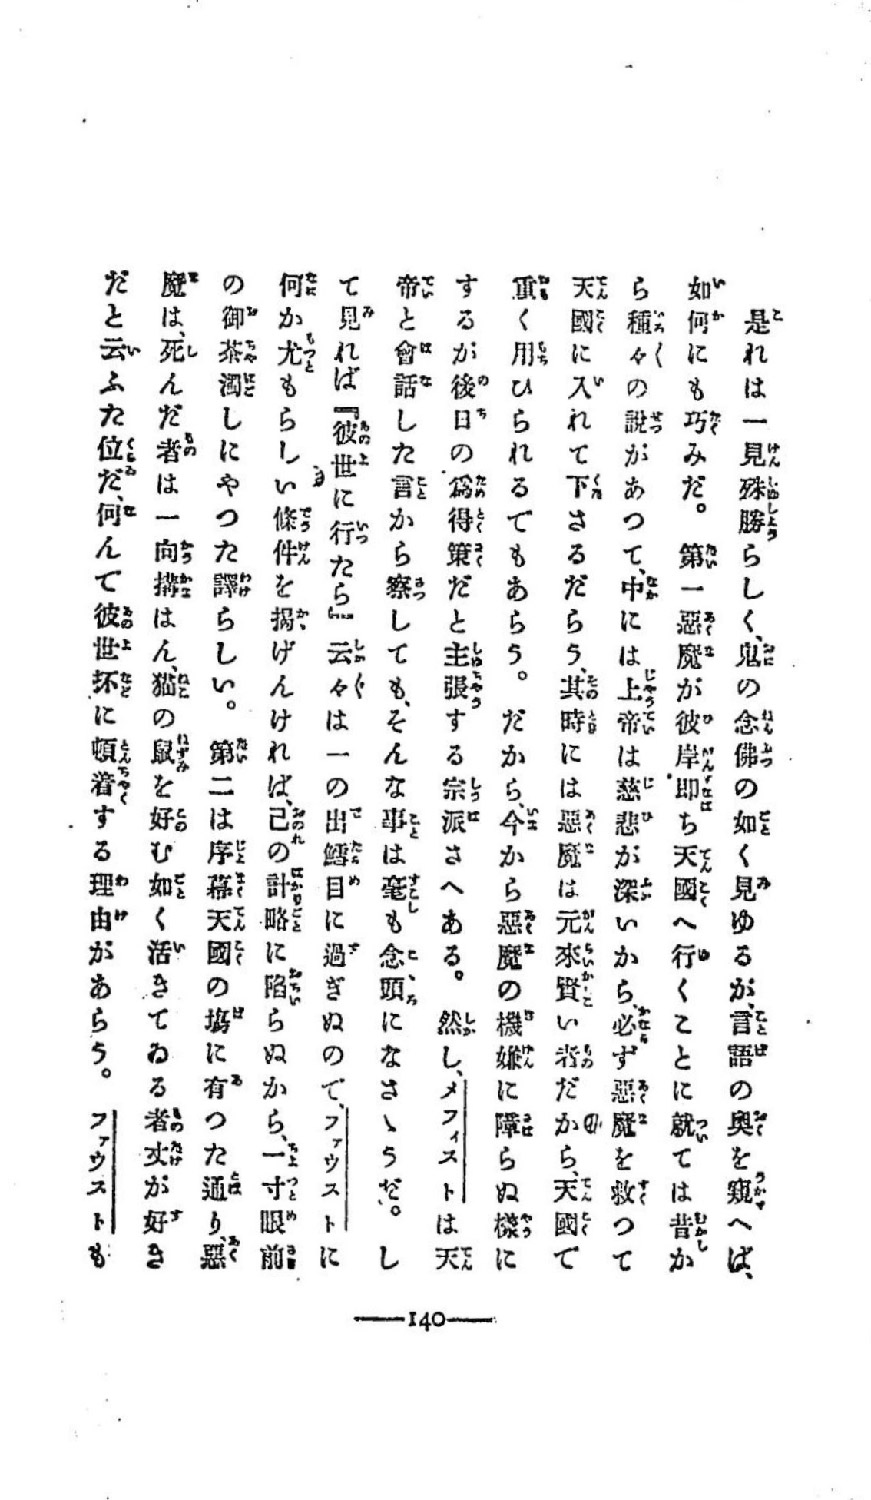 是れは一見殊勝らしく、鬼の念佛の如く見ゆるが、言語の奥を窺へば、
如何にも巧みだ。第一惡魔が彼岸即ち天國へ行くことに就ては昔か
ら種々の說があつて、中には上帝は慈悲が深いから、必ず惡魔を救つて
天國に入れて下さるだらう、其時には惡魔は元來賢い者だから、天國で
重く用ひられるでもあらう。だから、今から惡魔の機嫌に障らぬ樣に
するが後日の爲得策だと主張する宗派さへある。然し、メフィストは天
帝と會話した言から察しても、そんな事は毫も念頭になさゝうだ。し
て見れば『彼世に行たら』云々は一の出鱈目に過ぎぬので、ファウストに
何か尤もらしい條件を揭げんければ、己の計略に陷らぬから、一寸眼前
の御茶濁しにやつた譯らしい。第二は序幕天國の塲に有つた通り、惡
魔は、死んだ者は一向搆はん、猫の鼠を好む如く活きてゐる者丈が好き
だと云ふた位だ、何んで彼世抔に頓着する理由があらう。ファウストも
140